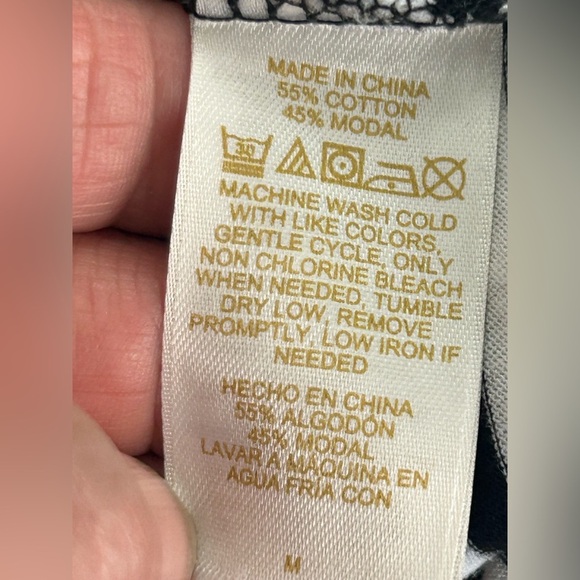 MADE IN CHINA
55% COTTON
45% MODAL
30
MACHINE WASH COLD
WITH LIKE COLORS,
GENTLE CYCLE, ONLY
NON CHLORINE BLEACH
WHEN NEEDED, TUMBLE
DRY LOW, REMOVE
PROMPTLY, LOW IRON IF
NEEDED
HECHO EN CHINA
55% ALGODÓN
45% MODAL
LAVAR A MÁQUINA EN
AGUA FRÍA CON
M